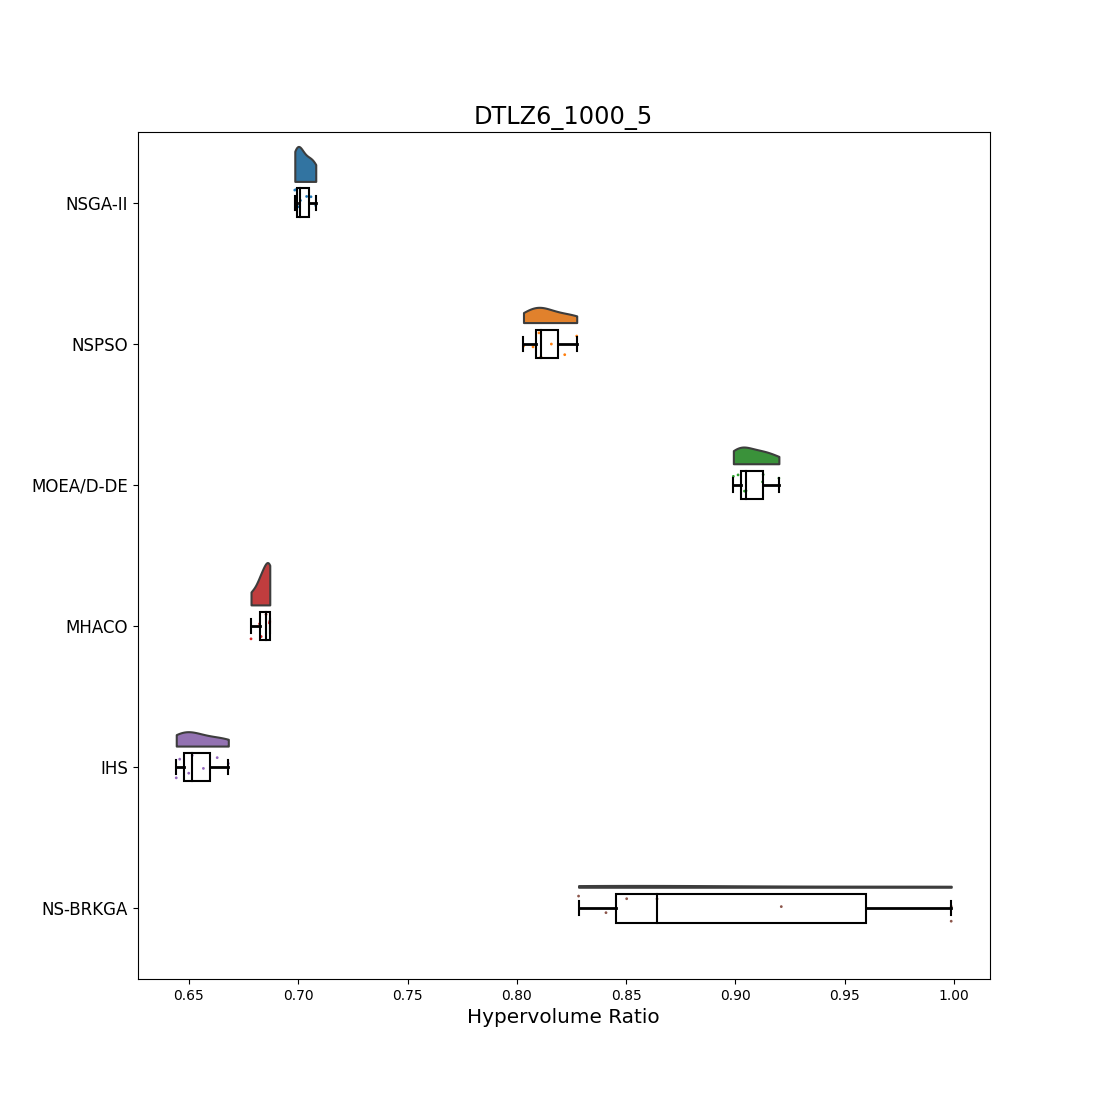 DTLZ6_1000_5
NSGA-II
NSPSO
MOEA/D-DE
MHACO
IHS
NS-BRKGA
0.65 0.70 0.75 0.80 0.85 0.90 0.95 1.00
Hypervolume Ratio